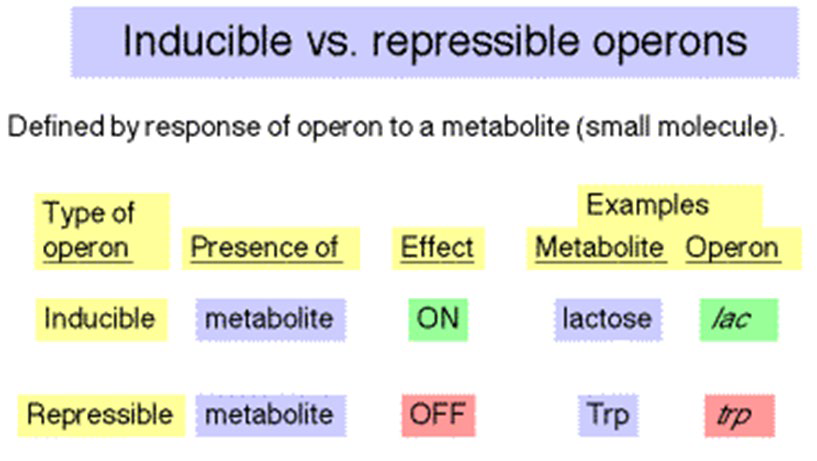 Inducible vs. repressible operons
Defined by response of operon to a metabolite (small molecule).
Examples
Type of operon Presence of Effect Metabolite Operon
Inducible metabolite ON lactose lac
Repressible metabolite OFF Trp trp